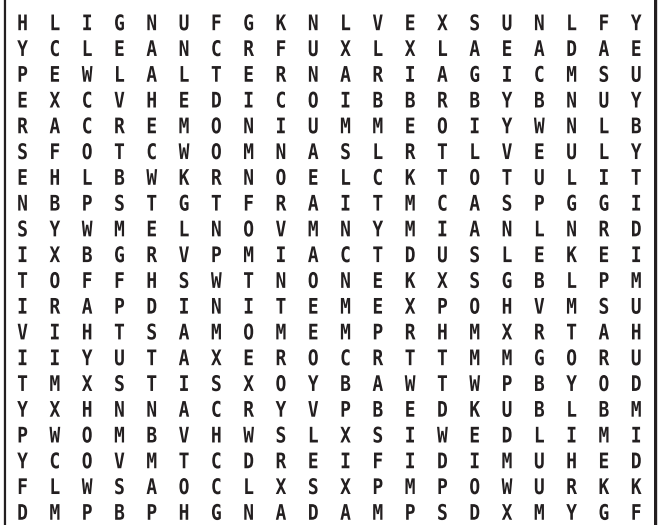 H L I G N U F G K N L V E X S U N L F Y
Y C L E A N C R F U X L X L A E A D A E
P E W L A L T E R N A R I A G I C M S U
E X C V H E D I C O I B B R B Y B N U Y
R A C R E M O N I U M M E O I Y W N L B
S F O T C W O M N A S L R T L V E U L Y
E H L B W K R N O E L C K T O T U L I T
N B P S T G T F R A I T M C A S P G G I
S Y W M E L N O V M N Y M I A N L N R D
I X B G R V P M I A C T D U S L E K E I
T O F F H S W T N O N E K X S G B L P M
I R A P D I N I T E M E X P O H V M S U
V I H T S A M O M E M P R H M X R T A H
I I Y U T A X E R O C R T T M M G O R U
T M X S T I S X O Y B A W T W P B Y O D
Y X H N N A C R Y V P B E D K U B L B M
P W O M B V H W S L X S I W E D L I M I
Y C O V M T C D R E I F I D I M U H E D
F L W S A O C L X S X P M P O W U R K K
D M P B P H G N A D A M P S D X M Y G F